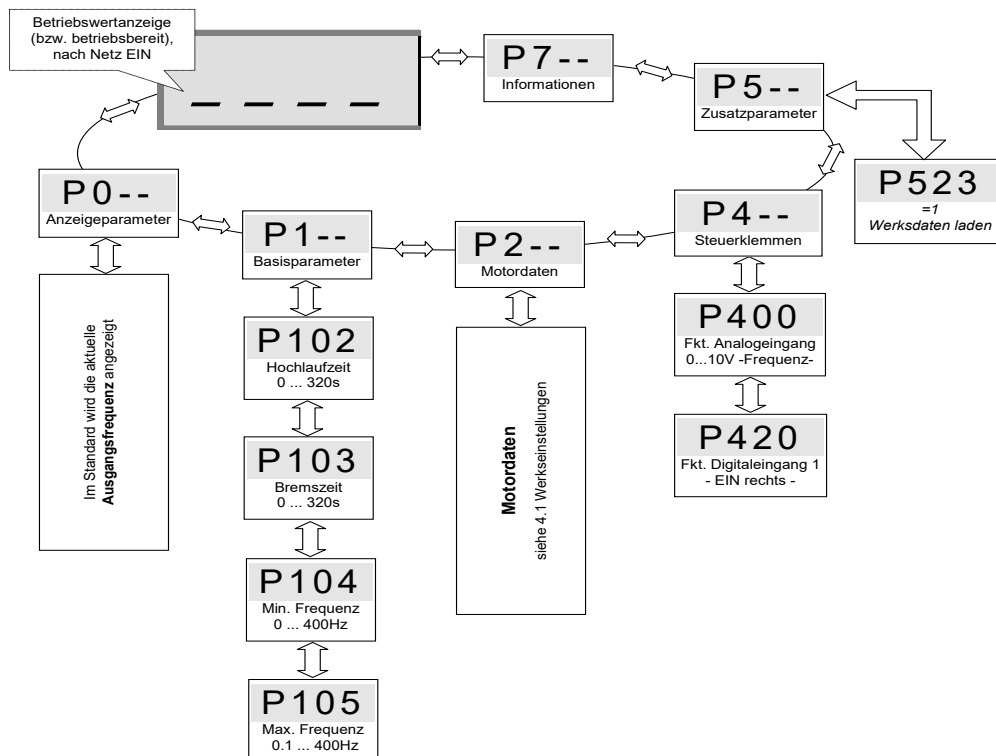 Betriebswertanzeige
(bzw. betriebsbereit),
nach Netz EIN
_ _ _ _
P7--
Informationen
P5--
Zusatzparameter
P523
=1
Werksdaten laden
P0--
Anzeigeparameter
Im Standard wird die aktuelle
Ausgangsfrequenz angezeigt
P1--
Basisparameter
P102
Hochlaufzeit
0 ... 320s
P103
Bremszeit
0 ... 320s
P104
Min. Frequenz
0 ... 400Hz
P105
Max. Frequenz
0.1 ... 400Hz
P2--
Motordaten
Motordaten
siehe 4.1 Werkseinstellungen
P4--
Steuerklemmen
P400
Fkt. Analogeingang
0...10V -Frequenz-
P420
Fkt. Digitaleingang 1
- EIN rechts -